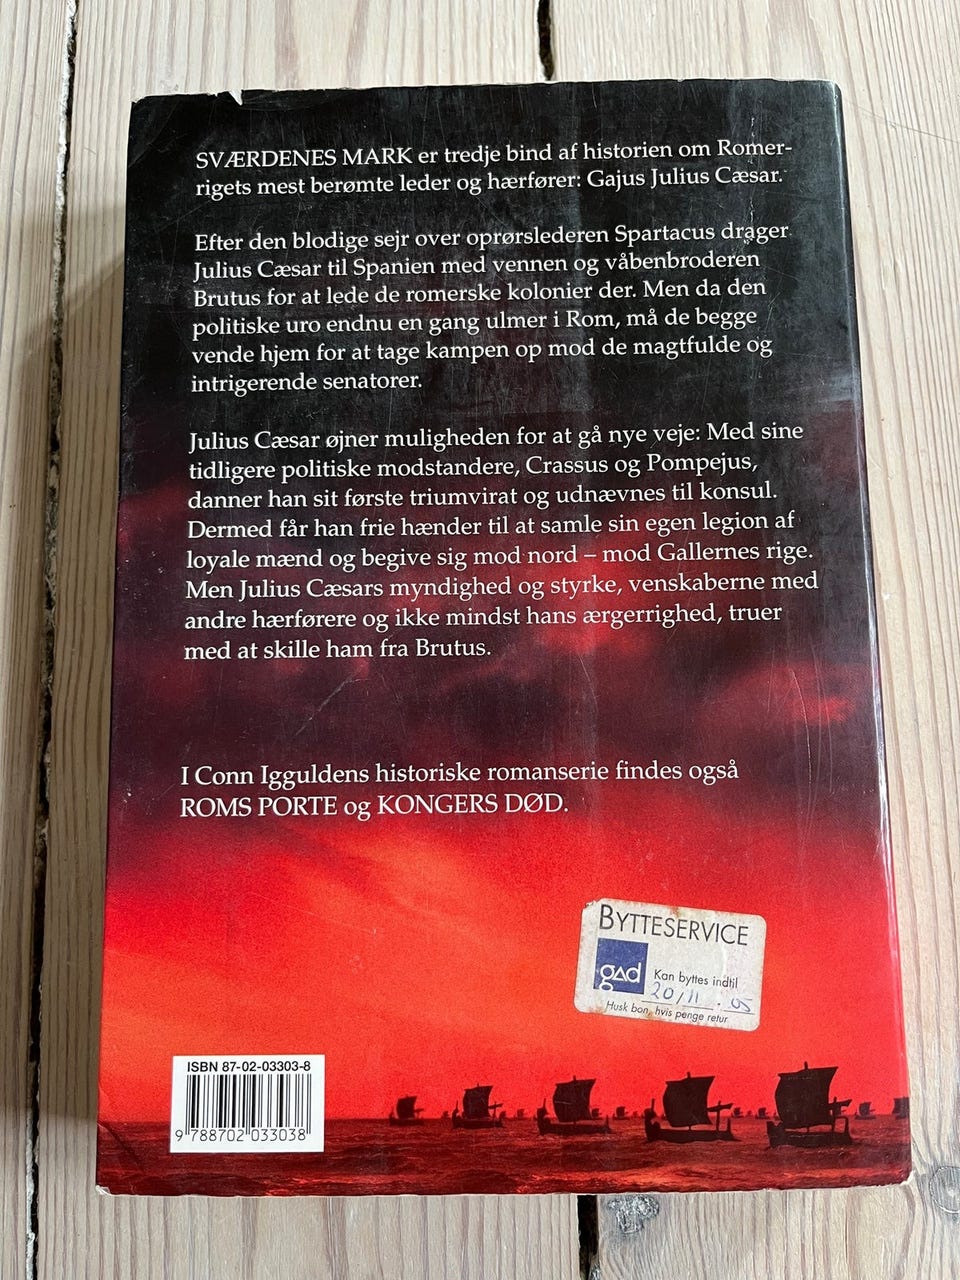 SVÆRDENES MARK er tredje bind af historien om Romer-
rigets mest berømte leder og hærfører: Gajus Julius Cæsar.
Efter den blodige sejr over oprørslederen Spartacus drager
Julius Cæsar til Spanien med vennen og våbenbroderen
Brutus for at lede de romerske kolonier der. Men da den
politiske uro endnu en gang ulmer i Rom, må de begge
vende hjem for at tage kampen op mod de magtfulde og
intrigerende senatorer.
Julius Cæsar øjner muligheden for at gå nye veje: Med sine
tidligere politiske modstandere, Crassus og Pompejus,
danner han sit første triumvirat og udnævnes til konsul.
Dermed får han frie hænder til at samle sin egen legion af
loyale mænd og begive sig mod nord – mod Gallernes rige.
Men Julius Cæsars myndighed og styrke, venskaberne med
andre hærførere og ikke mindst hans ærgerrighed, truer
med at skille ham fra Brutus.
I Conn Igguldens historiske romanserie findes også
ROMS PORTE og KONGERS DØD.
BYTTESERVICE
gad
Kan byttes indtil
20/11 . 05
Husk bon, hvis penge retur
ISBN 87-02-03303-8
9 788702 033038